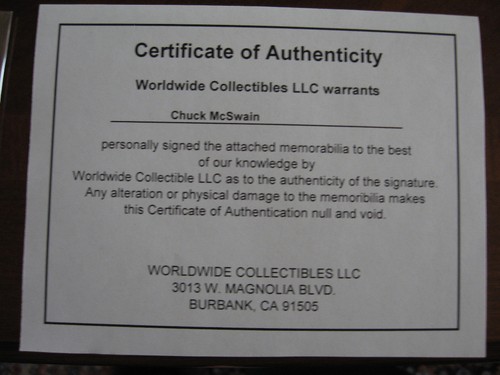 Certificate of Authenticity
Worldwide Collectibles LLC warrants
Chuck McSwain
personally signed the attached memorabilia to the best
of our knowledge by
Worldwide Collectible LLC as to the authenticity of the signature.
Any alteration or physical damage to the memoribilia makes
this Certificate of Authentication null and void.
WORLDWIDE COLLECTIBLES LLC
3013 W. MAGNOLIA BLVD.
BURBANK, CA 91505